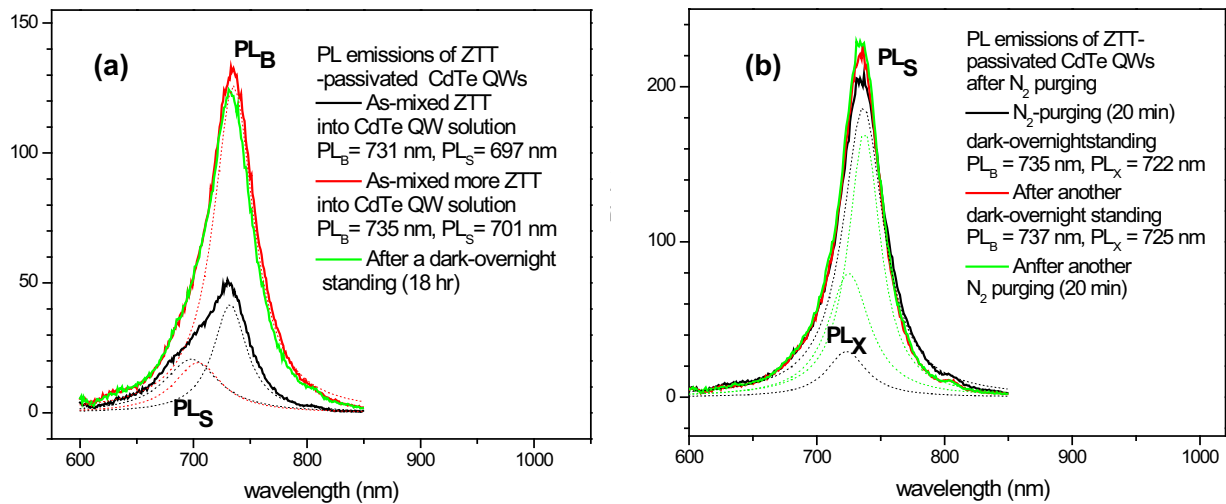 150
100
50
0
600
700
800
900
1000
wavelength (nm)
(a)
PL_B
PL_S
PL emissions of ZTT
-passivated CdTe QWs
As-mixed ZTT
into CdTe QW solution
PL_B= 731 nm, PL_S= 697 nm
As-mixed more ZTT
into CdTe QW solution
PL_B= 735 nm, PL_S= 701 nm
After a dark-overnight
standing (18 hr)
200
100
0
600
700
800
900
1000
wavelength (nm)
(b)
PL_S
PL_X
PL emissions of ZTT-
passivated CdTe QWs
after N_2 purging
N_2-purging (20 min)
dark-overnightstanding
PL_B = 735 nm, PL_X = 722 nm
After another
dark-overnight standing
PL_B = 737 nm, PL_X = 725 nm
Anfter another
N_2 purging (20 min)